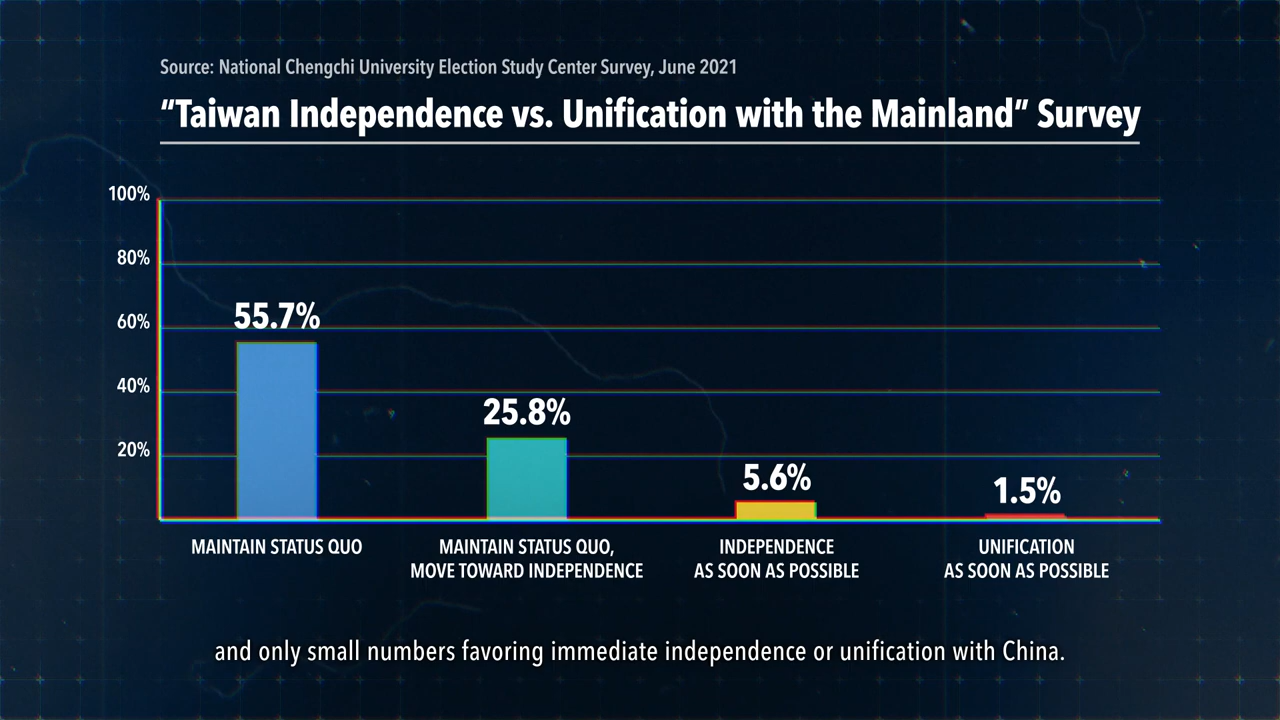 Source: National Chengchi University Election Study Center Survey, June 2021
“Taiwan Independence vs. Unification with the Mainland” Survey
100%
80%
60%
40%
20%
55.7%
25.8%
5.6%
1.5%
MAINTAIN STATUS QUO
MAINTAIN STATUS QUO,
MOVE TOWARD INDEPENDENCE
INDEPENDENCE
AS SOON AS POSSIBLE
UNIFICATION
AS SOON AS POSSIBLE
and only small numbers favoring immediate independence or unification with China.